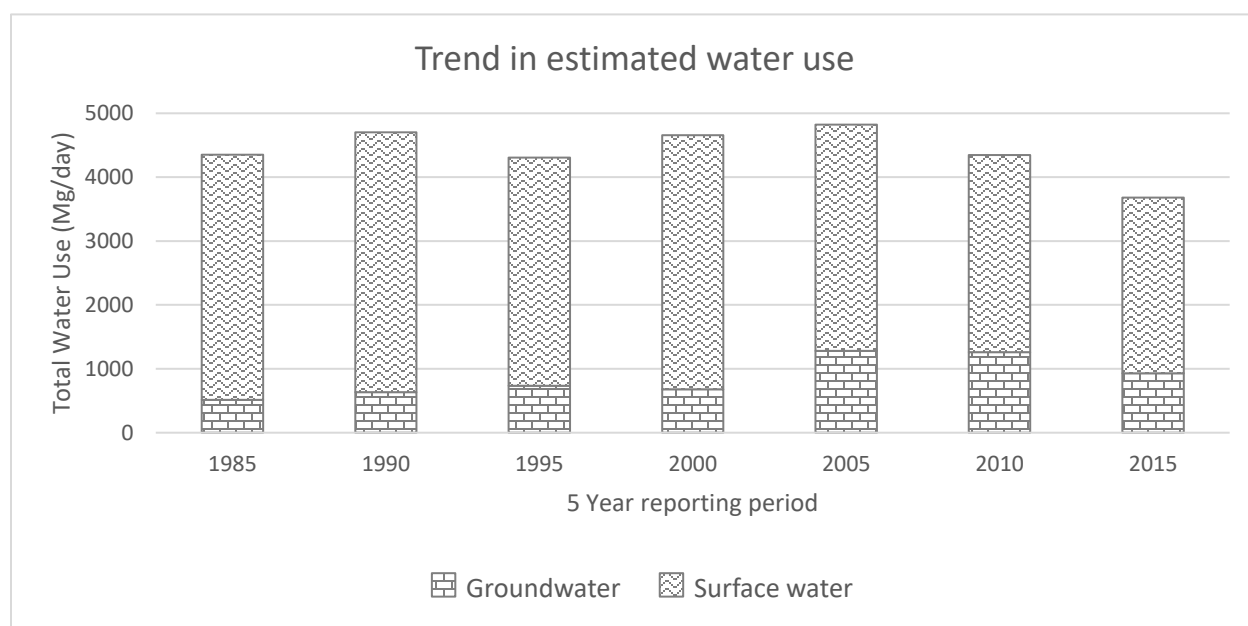 Trend in estimated water use
Total Water Use (Mg/day)
5000
4000
3000
2000
1000
0
1985 1990 1995 2000 2005 2010 2015
5 Year reporting period
Groundwater Surface water